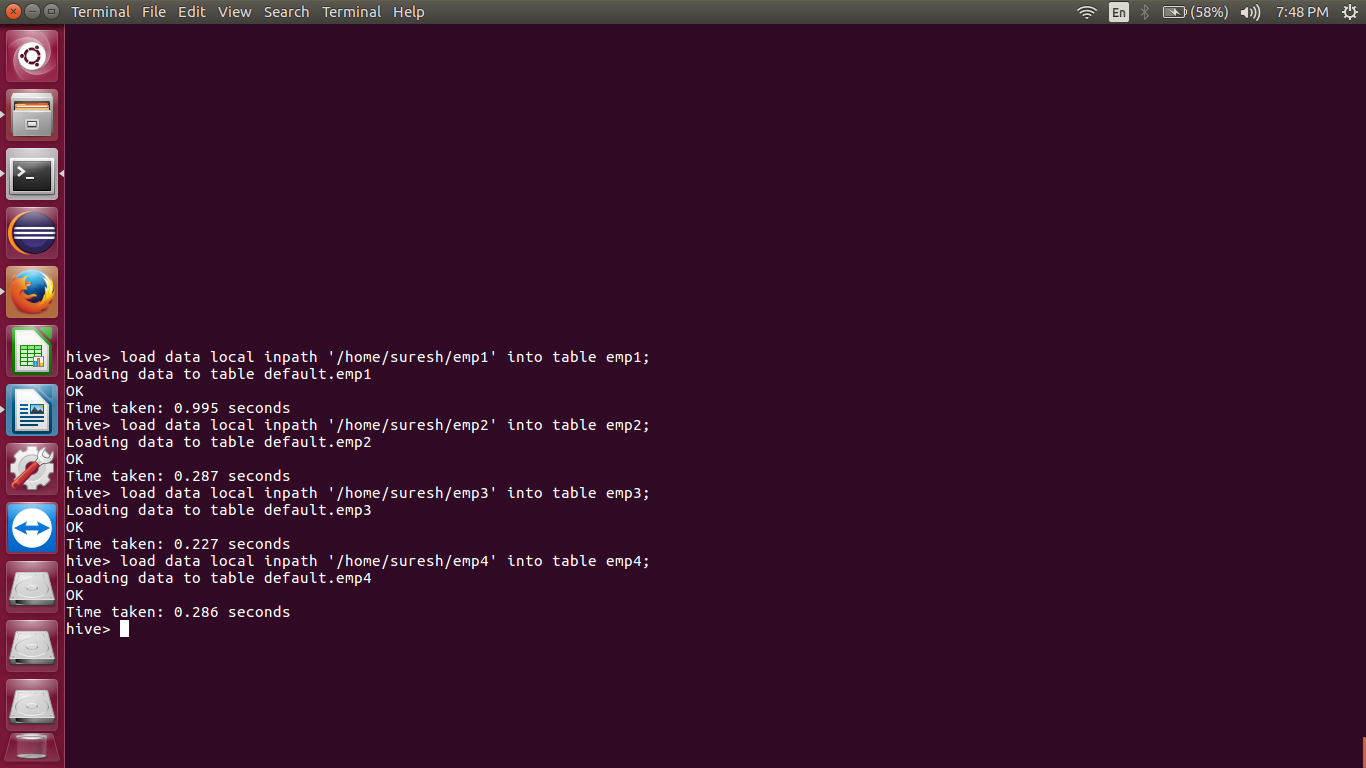 Terminal File Edit View Search Terminal Help En (58%) 7:48 PM
hive> load data local inpath '/home/suresh/emp1' into table emp1;
Loading data to table default.emp1
OK
Time taken: 0.995 seconds
hive> load data local inpath '/home/suresh/emp2' into table emp2;
Loading data to table default.emp2
OK
Time taken: 0.287 seconds
hive> load data local inpath '/home/suresh/emp3' into table emp3;
Loading data to table default.emp3
OK
Time taken: 0.227 seconds
hive> load data local inpath '/home/suresh/emp4' into table emp4;
Loading data to table default.emp4
OK
Time taken: 0.286 seconds
hive>